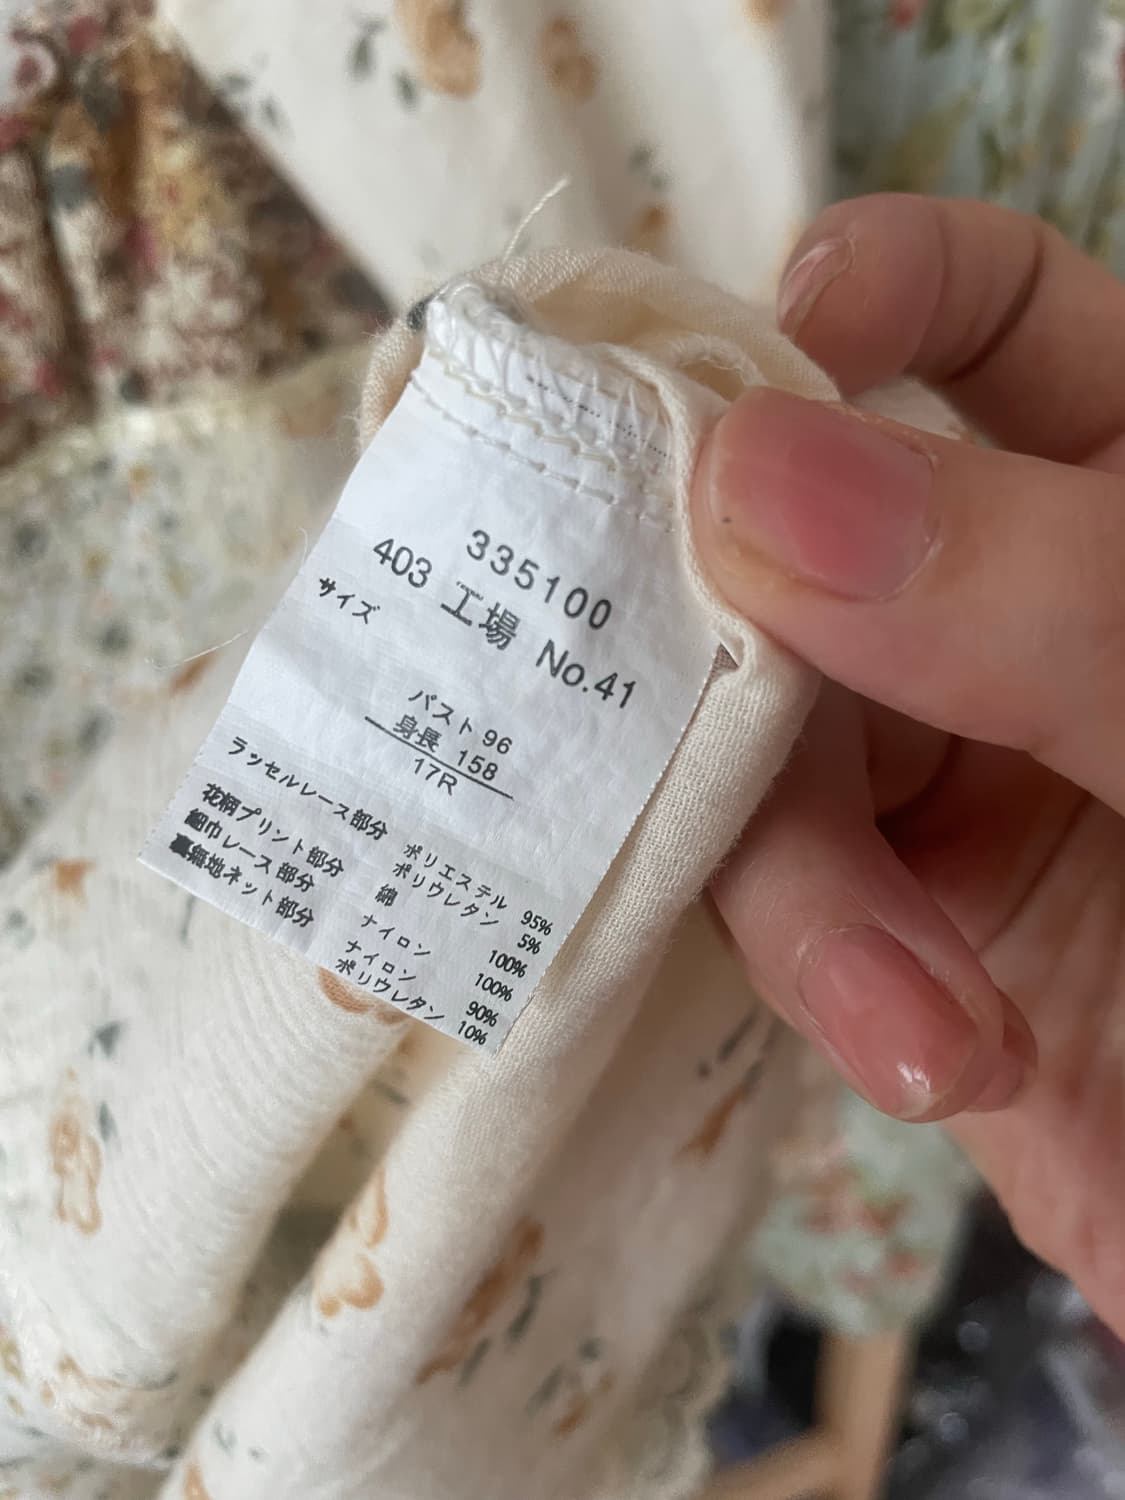 335100
403 工場 No.41
サイズ
バスト 96
身長 158
17R
ラッセルレース部分 ポリエステル 95%
ポリウレタン 5%
花柄プリント部分 綿 100%
細巾レース部分 ナイロン 100%
裏無地ネット部分 ナイロン 90%
ポリウレタン 10%